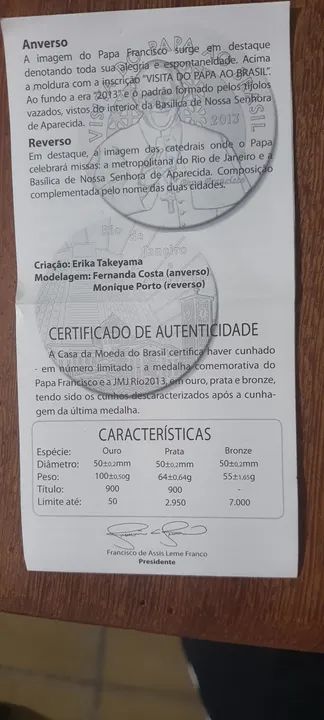 Anverso
A imagem do Papa Francisco surge em destaque
denotando toda sua alegria e espontaneidade. Acima
a moldura com a inscrição "VISITA DO PAPA AO BRASIL".
Ao fundo a era "2013" e o padrão formado pelos tijolos
vazados, vistos do interior da Basílica de Nossa Senhora
de Aparecida.
Reverso
Em destaque, a imagem das catedrais onde o Papa
celebrará missas: a metropolitana do Rio de Janeiro e a
Basílica de Nossa Senhora de Aparecida. Composição
complementada pelo nome das duas cidades.
2013
Rio de
Janeiro
Criação: Erika Takeyama
Modelagem: Fernanda Costa (anverso)
Monique Porto (reverso)
CERTIFICADO DE AUTENTICIDADE
A Casa da Moeda do Brasil certifica haver cunhado
- em número limitado - a medalha comemorativa do
Papa Francisco e a JMJ Rio2013, em ouro, prata e bronze,
tendo sido os cunhos descaracterizados após a cunha-
gem da última medalha.
CARACTERÍSTICAS
Espécie: Ouro Prata Bronze
Diâmetro: 50±0,2mm 50±0,2mm 50±0,2mm
Peso: 100±0,50g 64±0,64g 55±1,65g
Título: 900 900 -
Limite até: 50 2.950 7.000
Francisco de Assis Leme Franco
Presidente